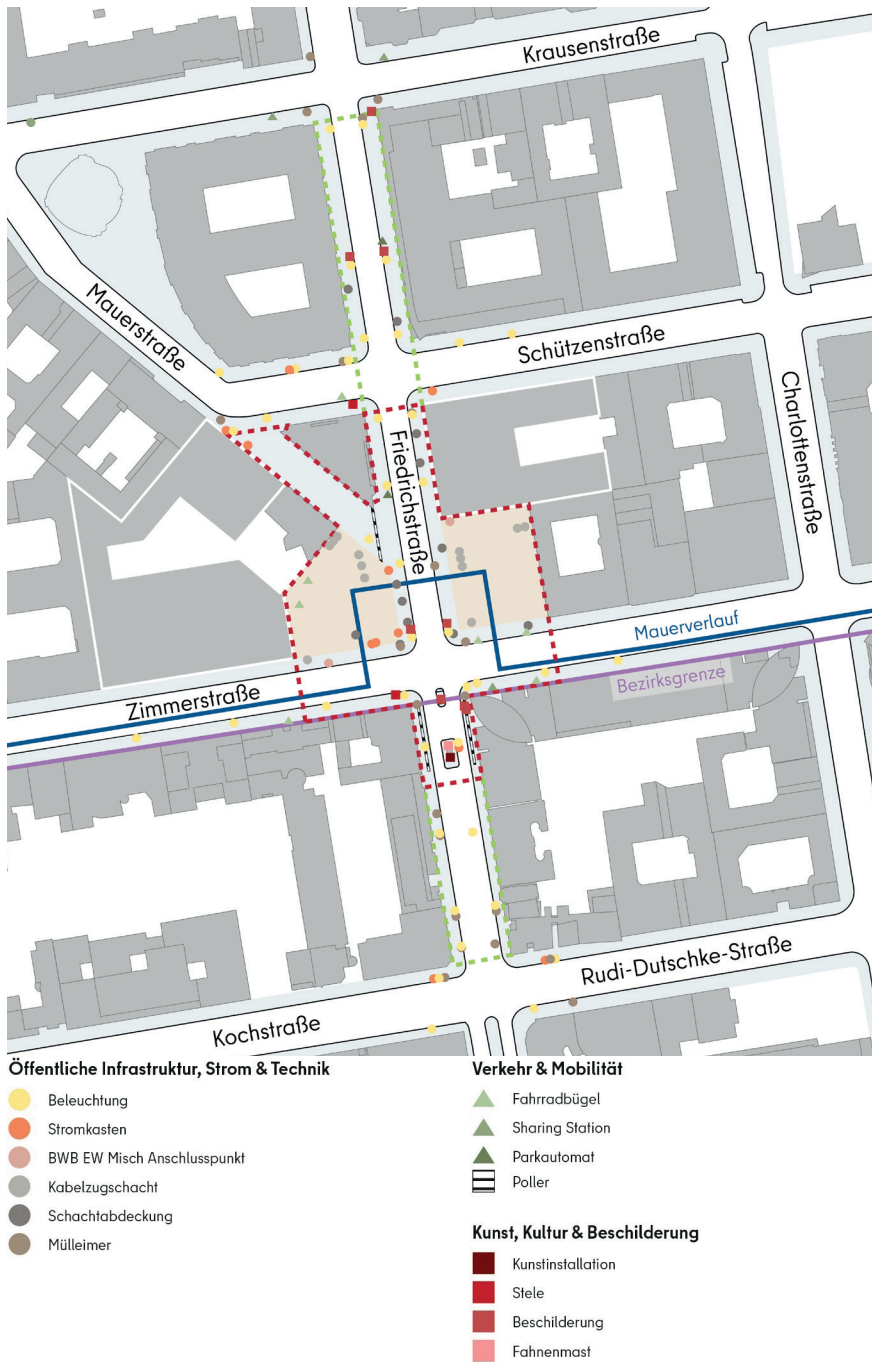 Krausenstraße
Mauerstraße
Schützenstraße
Friedrichstraße
Charlottenstraße
Mauerverlauf
Bezirksgrenze
Zimmerstraße
Rudi-Dutschke-Straße
Kochstraße
Öffentliche Infrastruktur, Strom & Technik
Beleuchtung
Stromkasten
BWB EW Misch Anschlusspunkt
Kabelzugschacht
Schachtabdeckung
Mülleimer
Verkehr & Mobilität
Fahrradbügel
Sharing Station
Parkautomat
Poller
Kunst, Kultur & Beschilderung
Kunstinstallation
Stele
Beschilderung
Fahnenmast